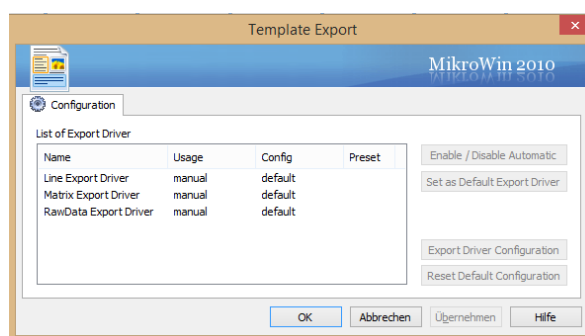 Template Export
MikroWin 2010
Configuration
List of Export Driver
Name Usage Config Preset
Line Export Driver manual default
Matrix Export Driver manual default
RawData Export Driver manual default
Enable / Disable Automatic
Set as Default Export Driver
Export Driver Configuration
Reset Default Configuration
OK Abbrechen Übernehmen Hilfe